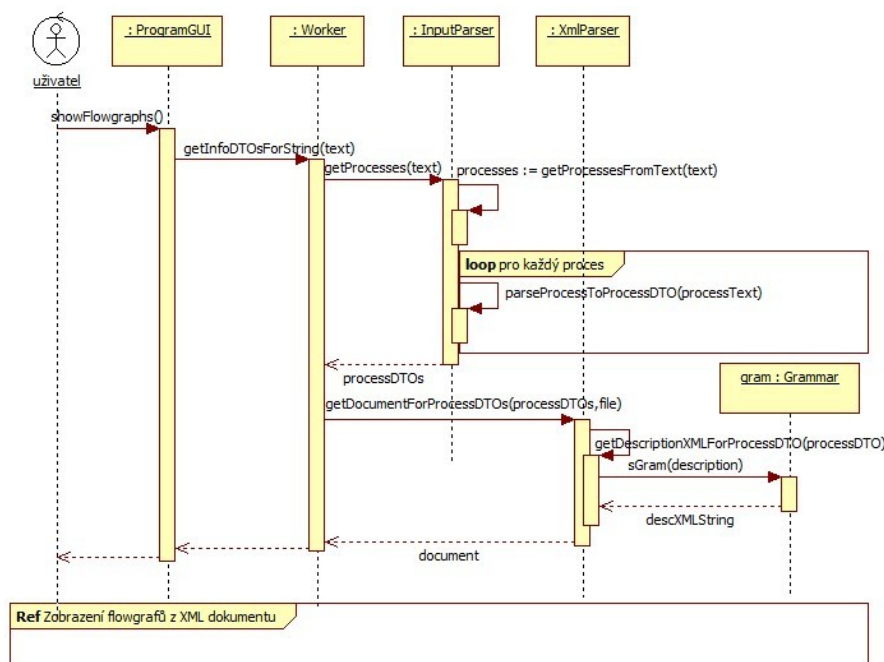 : ProgramGUI
: Worker
: InputParser
: XmlParser
uživatel
showFlowgraphs()
getInfoDTOsForString(text)
getProcesses(text)
processes := getProcessesFromText(text)
loop pro každý proces
parseProcessToProcessDTO(processText)
processDTOs
gram : Grammar
getDocumentForProcessDTOs(processDTOs,file)
getDescriptionXMLForProcessDTO(processDTO)
sGram(description)
descXMLString
document
Ref Zobrazení flowgrafů z XML dokumentu